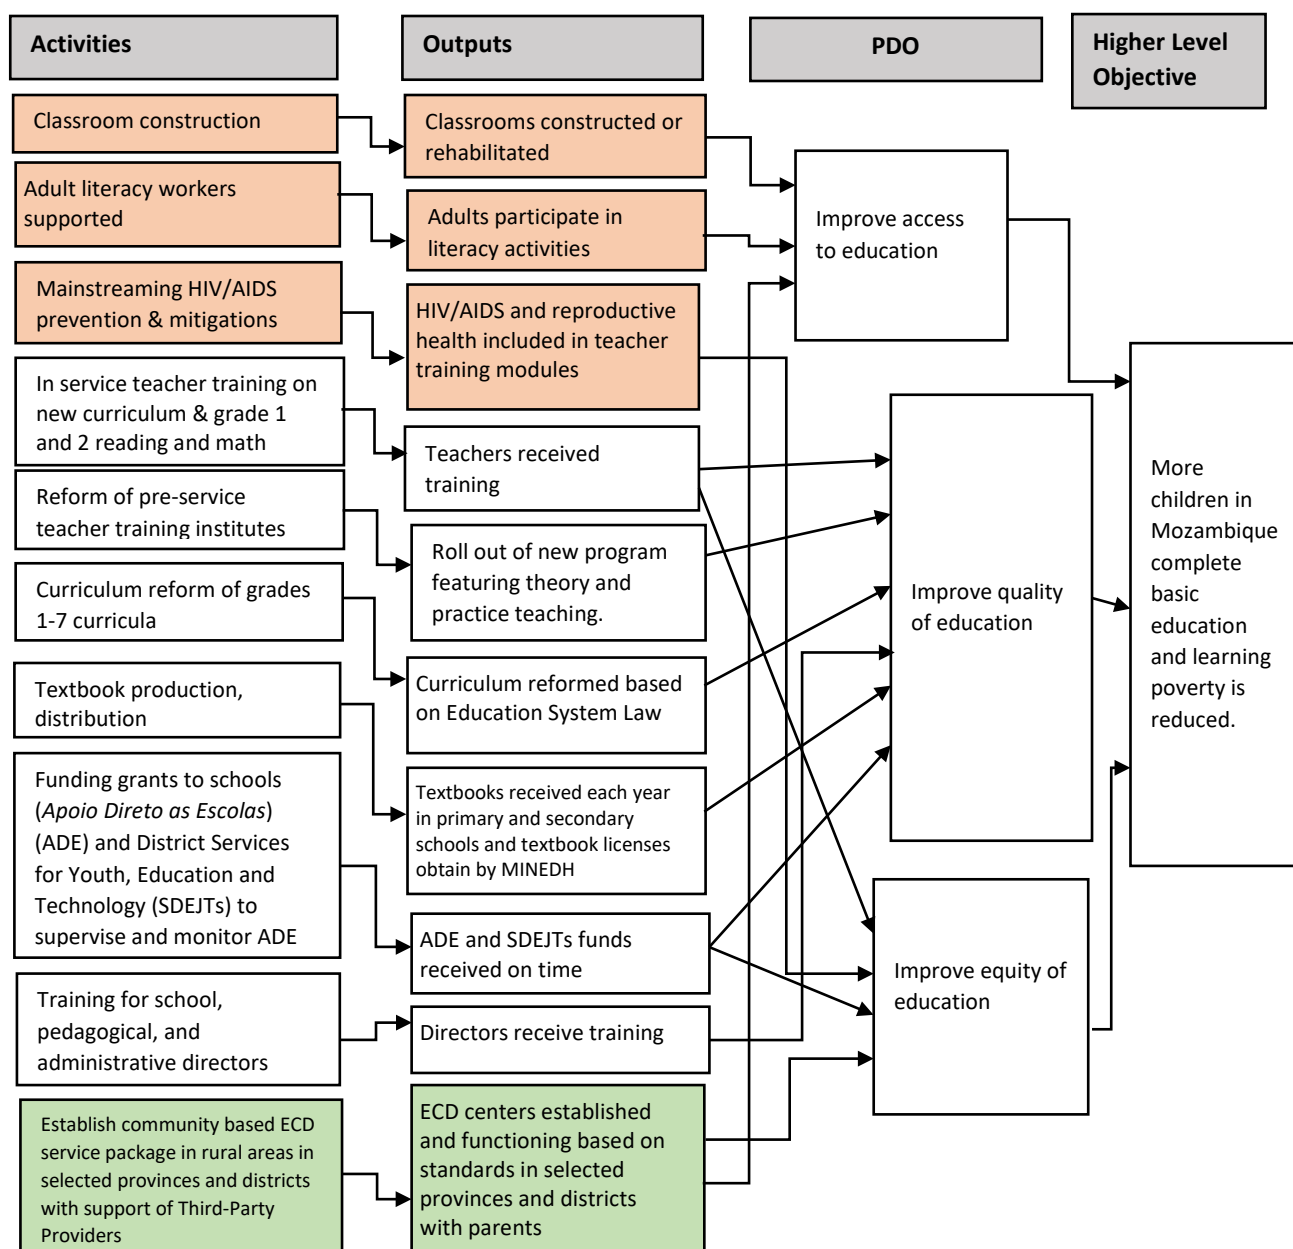 Activities
Outputs
PDO
Higher Level
Objective
Classroom construction
Adult literacy workers
supported
Mainstreaming HIV/AIDS
prevention & mitigations
In service teacher training on
new curriculum & grade 1
and 2 reading and math
Reform of pre-service
teacher training institutes
Curriculum reform of grades
1-7 curricula
Textbook production,
distribution
Funding grants to schools
(Apoio Direto as Escolas)
(ADE) and District Services
for Youth, Education and
Technology (SDEJTs) to
supervise and monitor ADE
Training for school,
pedagogical, and
administrative directors
Establish community based ECD
service package in rural areas in
selected provinces and districts
with support of Third-Party
Providers
Classrooms constructed or
rehabilitated
Adults participate in
literacy activities
HIV/AIDS and reproductive
health included in teacher
training modules
Teachers received
training
Roll out of new program
featuring theory and
practice teaching.
Curriculum reformed based
on Education System Law
Textbooks received each year
in primary and secondary
schools and textbook licenses
obtain by MINEDH
ADE and SDEJTs funds
received on time
Directors receive training
ECD centers established
and functioning based on
standards in selected
provinces and districts
with parents
Improve access
to education
Improve quality
of education
Improve equity of
education
More
children in
Mozambique
complete
basic
education
and learning
poverty is
reduced.